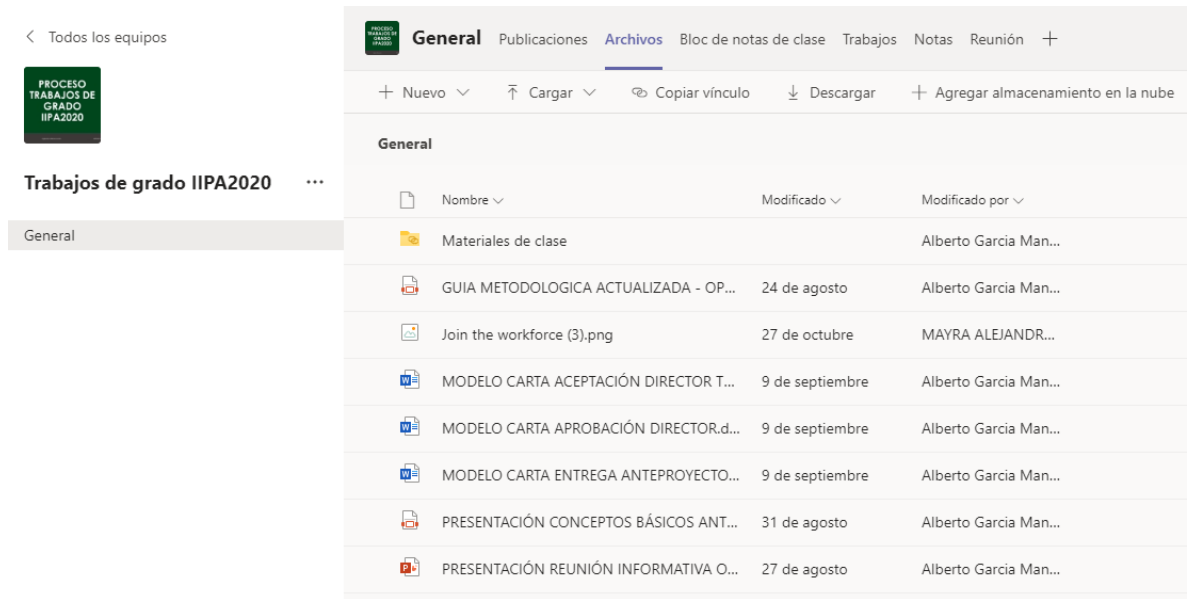 Todos los equipos
PROCESO
TRABAJOS DE
GRADO
IIPA2020
Trabajos de grado IIPA2020 ...
General
PROCESO
TRABAJOS DE
GRADO
IIPA2020
General Publicaciones Archivos Bloc de notas de clase Trabajos Notas Reunión +
+ Nuevo Cargar Copiar vínculo Descargar + Agregar almacenamiento en la nube
General
Nombre Modificado Modificado por
Materiales de clase Alberto Garcia Man...
GUIA METODOLOGICA ACTUALIZADA - OP... 24 de agosto Alberto Garcia Man...
Join the workforce (3).png 27 de octubre MAYRA ALEJANDR...
MODELO CARTA ACEPTACIÓN DIRECTOR T... 9 de septiembre Alberto Garcia Man...
MODELO CARTA APROBACIÓN DIRECTOR.d... 9 de septiembre Alberto Garcia Man...
MODELO CARTA ENTREGA ANTEPROYECTO... 9 de septiembre Alberto Garcia Man...
PRESENTACIÓN CONCEPTOS BÁSICOS ANT... 31 de agosto Alberto Garcia Man...
PRESENTACIÓN REUNIÓN INFORMATIVA O... 27 de agosto Alberto Garcia Man...